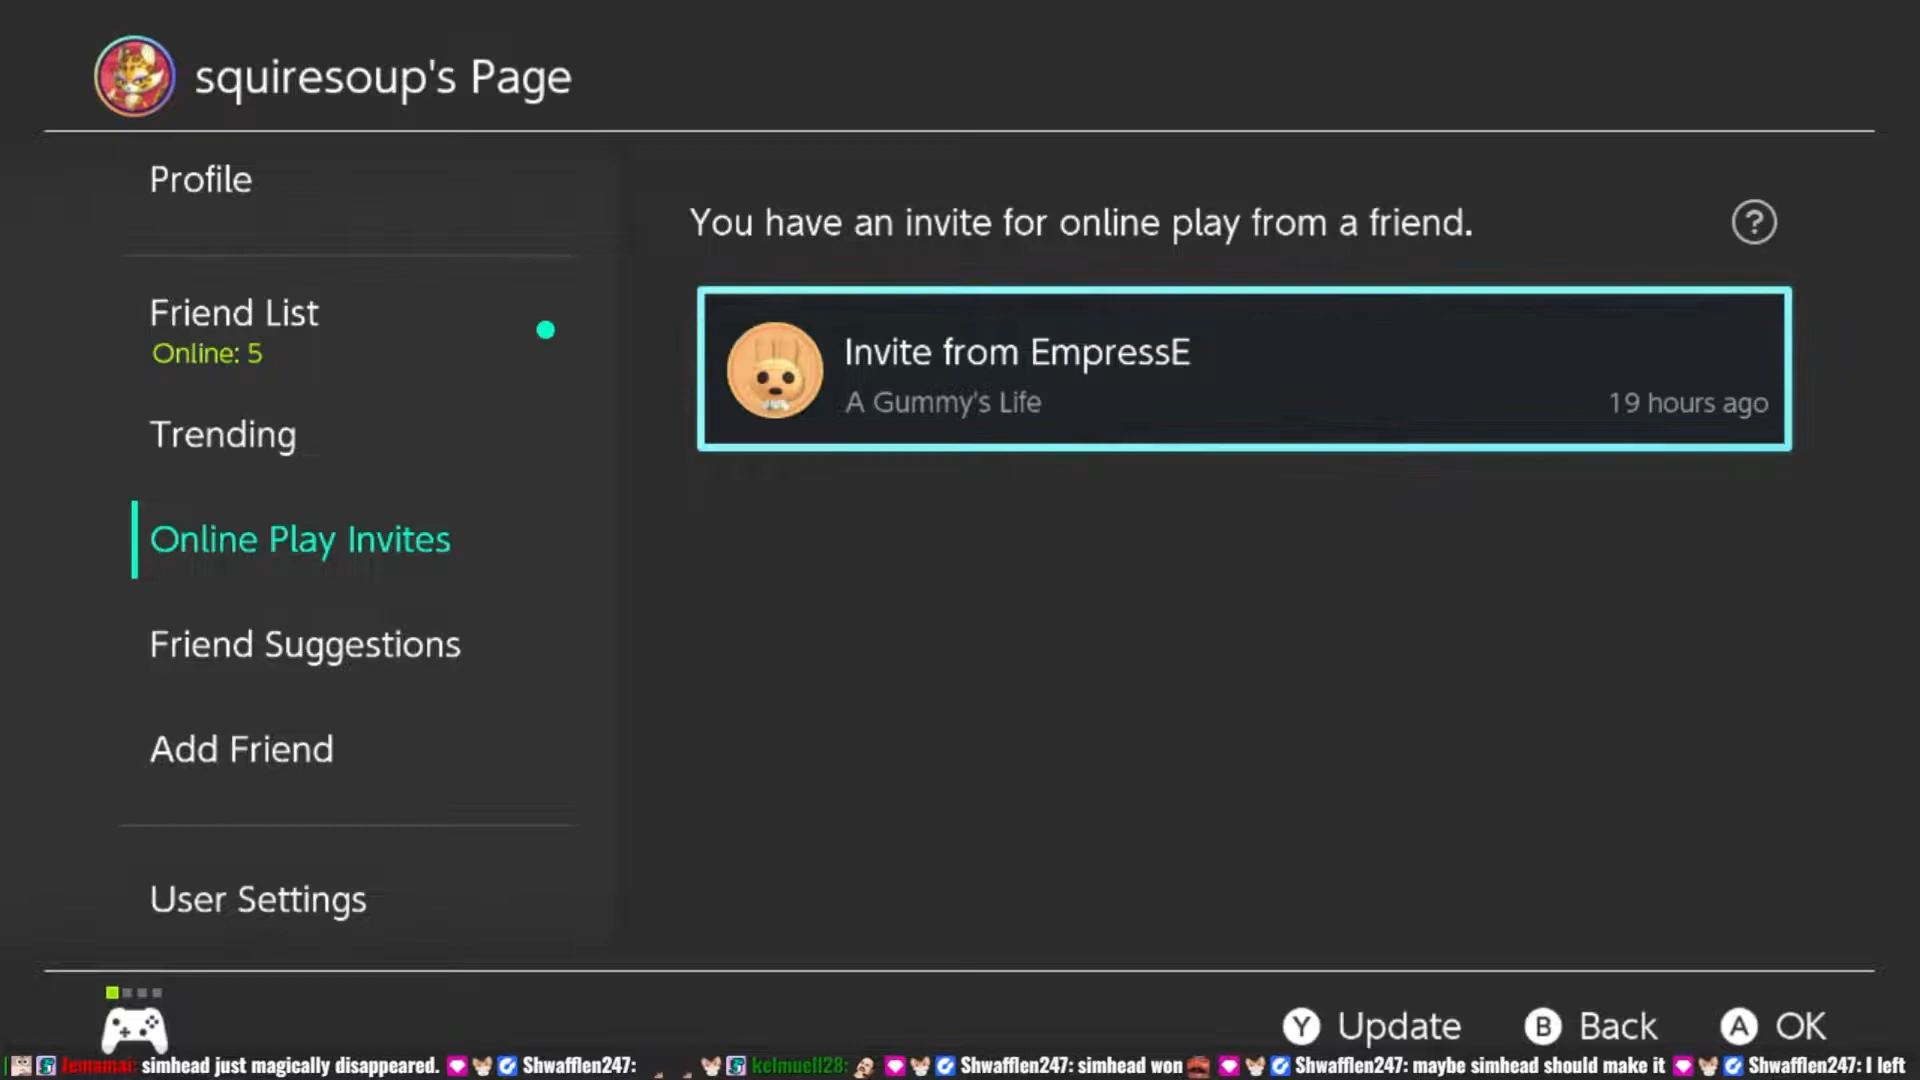 squiresoup's Page
Profile
Friend List
Online: 5
Trending
Online Play Invites
Friend Suggestions
Add Friend
User Settings
You have an invite for online play from a friend.
?
Invite from EmpressE
A Gummy's Life
19 hours ago
Y Update
B Back
A OK
lemamai: simhead just magically disappeared. Shwafflen247: kelmuell28: Shwafflen247: simhead won Shwafflen247: maybe simhead should make it Shwafflen247: I left